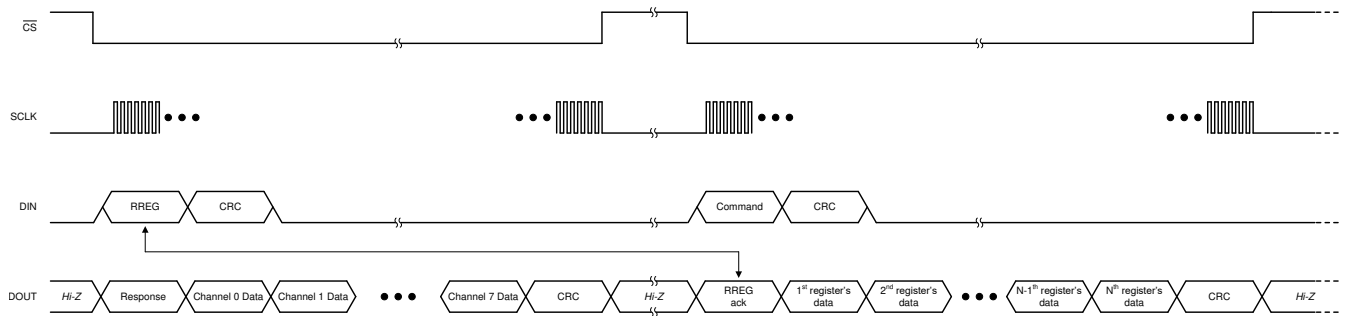 CS
SCLK
DIN
RREG
CRC
Command
CRC
DOUT
Hi-Z
Response
Channel 0 Data
Channel 1 Data
Channel 7 Data
CRC
Hi-Z
RREG
ack
1st register's
data
2nd register's
data
N-1th register's
data
Nth register's
data
CRC
Hi-Z